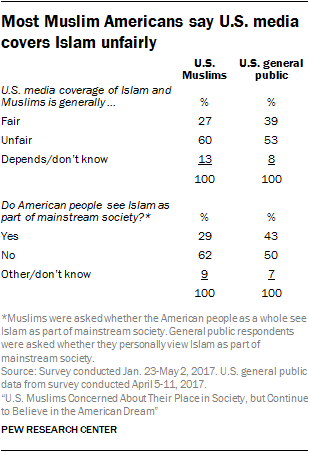 Most Muslim Americans say U.S. media
covers Islam unfairly
U.S. Muslims U.S. general public
U.S. media coverage of Islam and
Muslims is generally ... % %
Fair 27 39
Unfair 60 53
Depends/don't know 13 8
100 100
Do American people see Islam as
part of mainstream society?* % %
Yes 29 43
No 62 50
Other/don't know 9 7
100 100
*Muslims were asked whether the American people as a whole see
Islam as part of mainstream society. General public respondents
were asked whether they personally view Islam as part of
mainstream society.
Source: Survey conducted Jan. 23-May 2, 2017. U.S. general public
data from survey conducted April 5-11, 2017.
“U.S. Muslims Concerned About Their Place in Society, but Continue
to Believe in the American Dream”
PEW RESEARCH CENTER